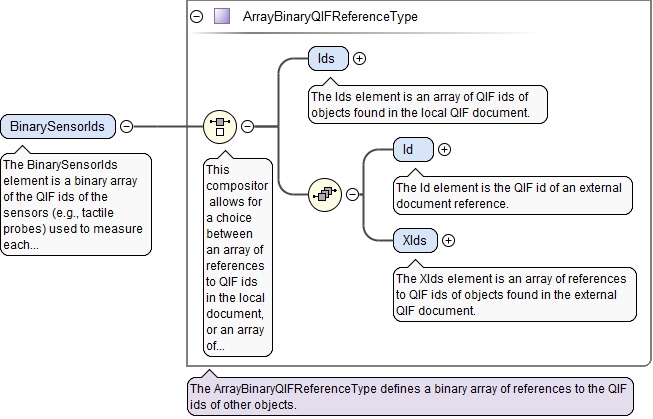 ArrayBinaryQIFReferenceType
Ids
The Ids element is an array of QIF ids of
objects found in the local QIF document.
BinarySensorIds
The BinarySensorIds
element is a binary array
of the QIF ids of the
sensors (e.g., tactile
probes) used to measure
each...
This
compositor
allows for
a choice
between
an array of
references
to QIF ids
in the local
document,
or an array
of...
Id
The Id element is the QIF id of an external
document reference.
XIds
The XIds element is an array of references
to QIF ids of objects found in the external
QIF document.
The ArrayBinaryQIFReferenceType defines a binary array of references to the QIF
ids of other objects.